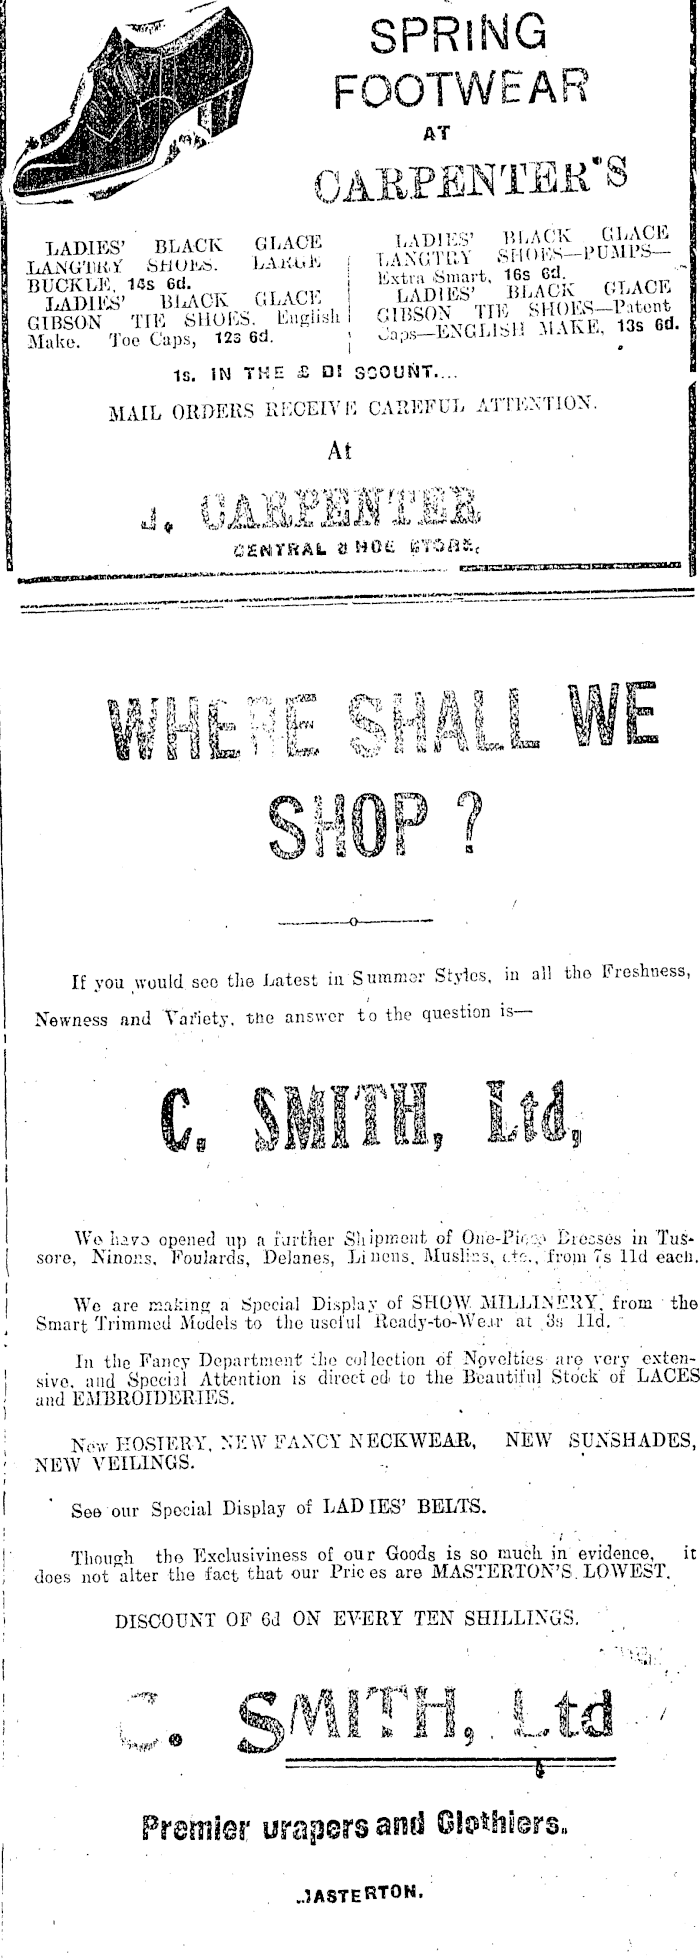 SPRING
FOOTWEAR
AT
CARPENTER'S
LADIES' BLACK GLACE
LANGTRY SHOES. LARGE
BUCKLE, 14s 6d.
LADIES' BLACK GLACE
GIBSON TIE SHOES. English
Make. Toe Caps, 12s 6d.
LADIES' BLACK GLACE
LANGTRY SHOES—PUMPS—
Extra Smart, 16s 6d.
LADIES' BLACK GLACE
GIBSON TIE SHOES—Patent
Caps—ENGLISH MAKE, 13s 6d.
1s. IN THE £ DISCOUNT....
MAIL ORDERS RECEIVE CAREFUL ATTENTION.
At
J. CARPENTER
CENTRAL SHOE STORE.
WHERE SHALL WE
SHOP ?
If you would see the Latest in Summer Styles, in all the Freshness,
Newness and Variety, the answer to the question is—
C. SMITH, Ltd,
We have opened up a further Shipment of One-Piece Dresses in Tus-
sore, Ninons, Foulards, Delanes, Linens, Muslins, etc., from 7s 11d each.
We are making a Special Display of SHOW MILLINERY, from the
Smart Trimmed Models to the useful Ready-to-Wear at 3s 11d.
In the Fancy Department the collection of Novelties are very exten-
sive, and Special Attention is directed to the Beautiful Stock of LACES
and EMBROIDERIES.
New HOSIERY, NEW FANCY NECKWEAR, NEW SUNSHADES,
NEW VEILINGS.
See our Special Display of LADIES' BELTS.
Though the Exclusiviness of our Goods is so much in evidence, it
does not alter the fact that our Prices are MASTERTON'S LOWEST.
DISCOUNT OF 6d ON EVERY TEN SHILLINGS.
C. SMITH, Ltd
Premier Drapers and Clothiers.
MASTERTON.